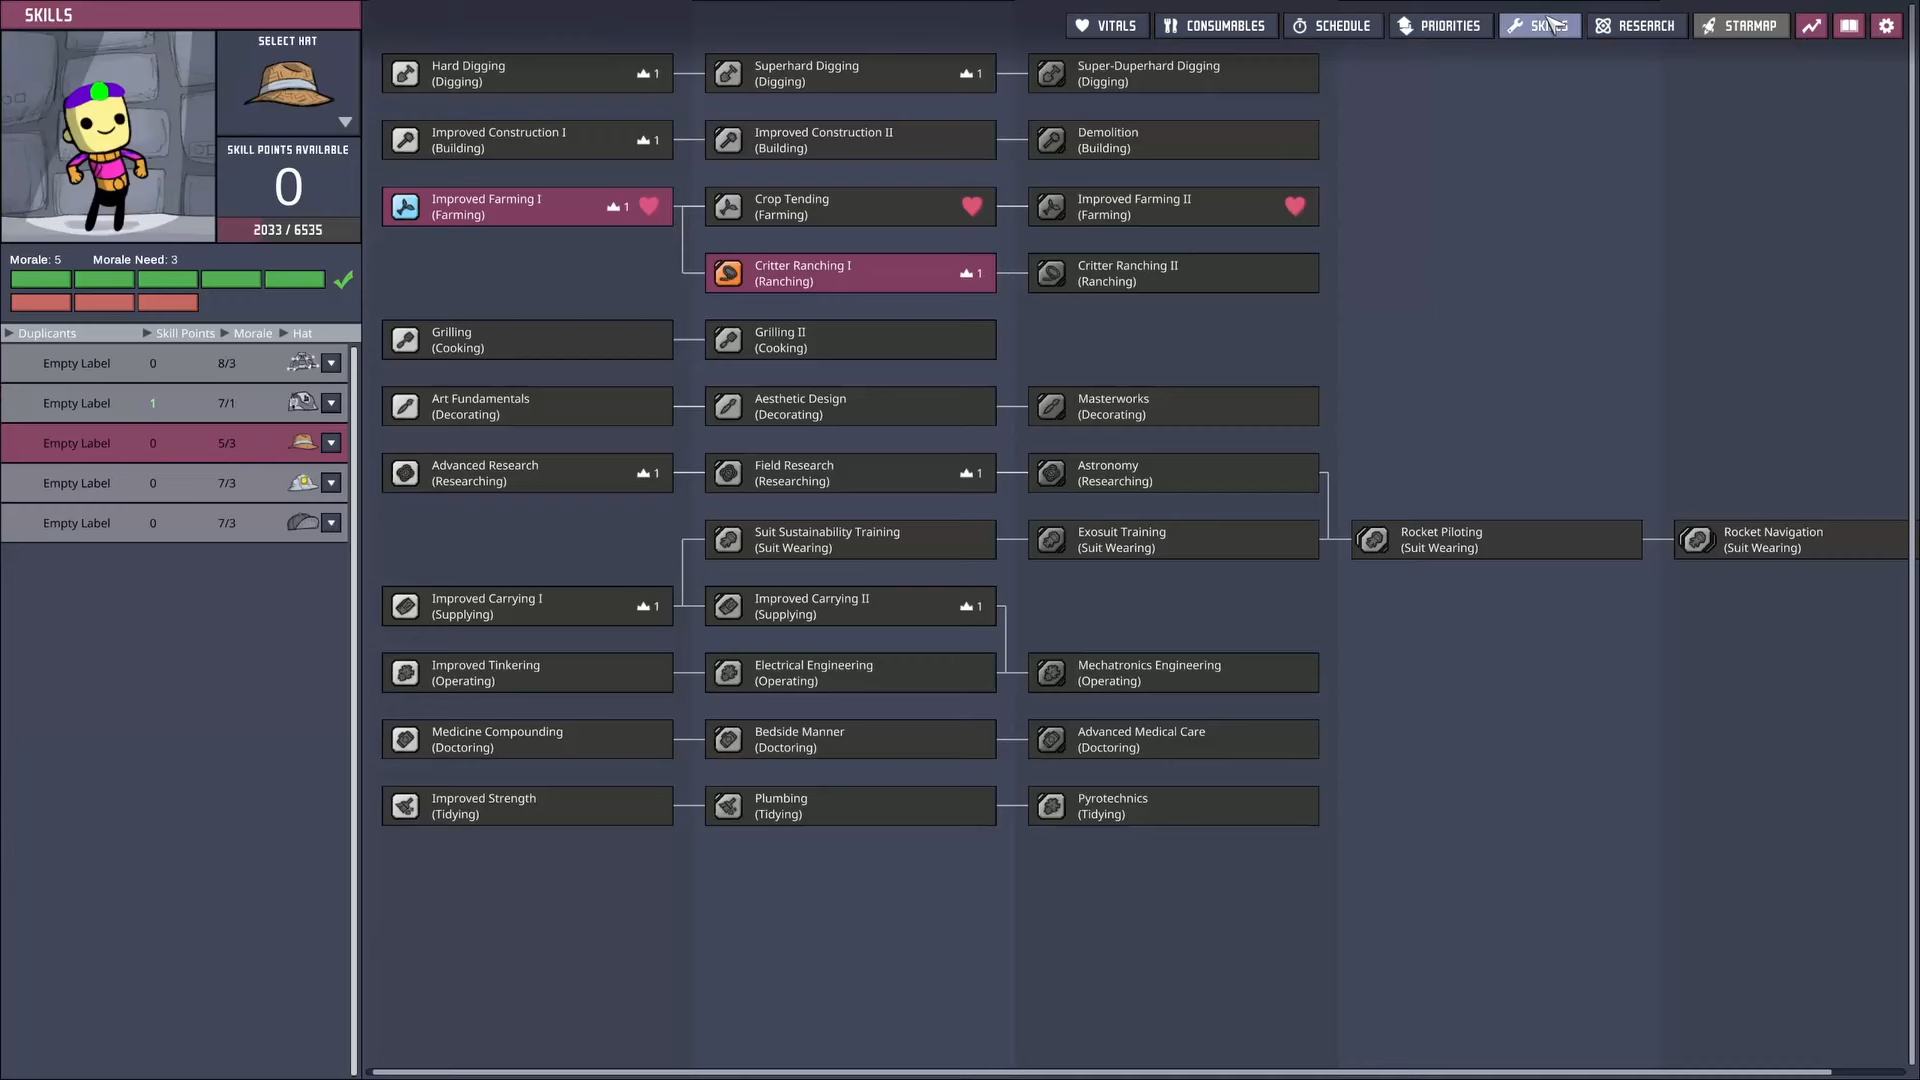 SKILLS
VITALS
CONSUMABLES
SCHEDULE
PRIORITIES
RESEARCH
STARMAP
SELECT HAT
SKILL POINTS AVAILABLE
0
2033 / 6535
Morale: 5 Morale Need: 3
Duplicants Skill Points Morale Hat
Empty Label 0 8/3
Empty Label 1 7/1
Empty Label 0 5/3
Empty Label 0 7/3
Empty Label 0 7/3
Hard Digging
(Digging)
1
Superhard Digging
(Digging)
1
Super-Duperhard Digging
(Digging)
Improved Construction I
(Building)
1
Improved Construction II
(Building)
Demolition
(Building)
Improved Farming I
(Farming)
1
Crop Tending
(Farming)
Improved Farming II
(Farming)
Critter Ranching I
(Ranching)
1
Critter Ranching II
(Ranching)
Grilling
(Cooking)
Grilling II
(Cooking)
Art Fundamentals
(Decorating)
Aesthetic Design
(Decorating)
Masterworks
(Decorating)
Advanced Research
(Researching)
1
Field Research
(Researching)
1
Astronomy
(Researching)
Suit Sustainability Training
(Suit Wearing)
Exosuit Training
(Suit Wearing)
Rocket Piloting
(Suit Wearing)
Rocket Navigation
(Suit Wearing)
Improved Carrying I
(Supplying)
1
Improved Carrying II
(Supplying)
1
Improved Tinkering
(Operating)
Electrical Engineering
(Operating)
Mechatronics Engineering
(Operating)
Medicine Compounding
(Doctoring)
Bedside Manner
(Doctoring)
Advanced Medical Care
(Doctoring)
Improved Strength
(Tidying)
Plumbing
(Tidying)
Pyrotechnics
(Tidying)